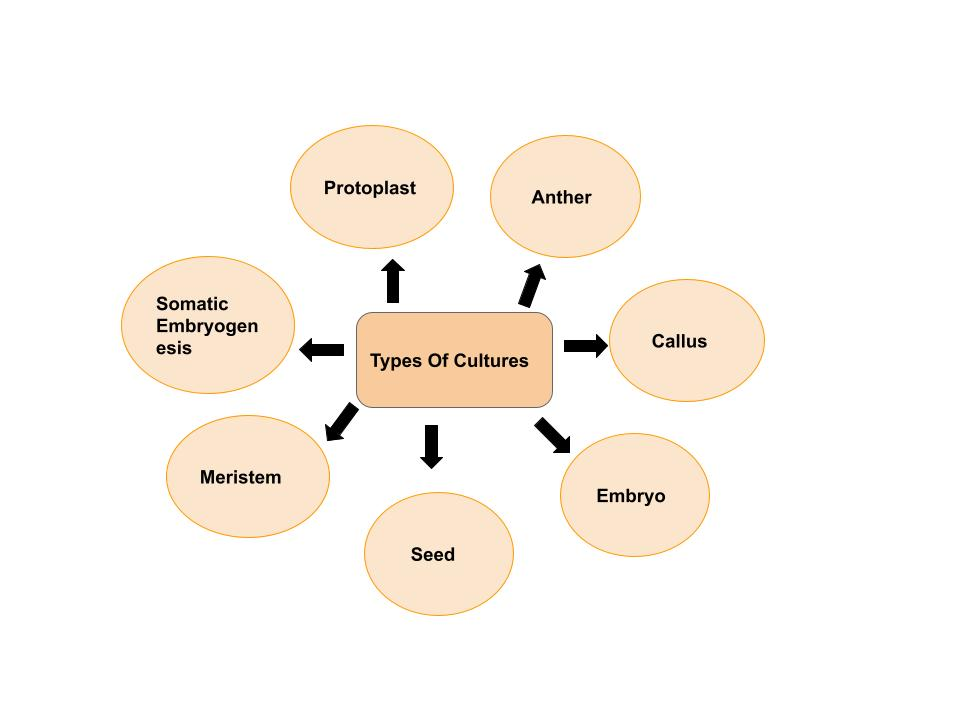 Protoplast
Anther
Somatic
Embryogen
esis
Callus
Types Of Cultures
Meristem
Embryo
Seed